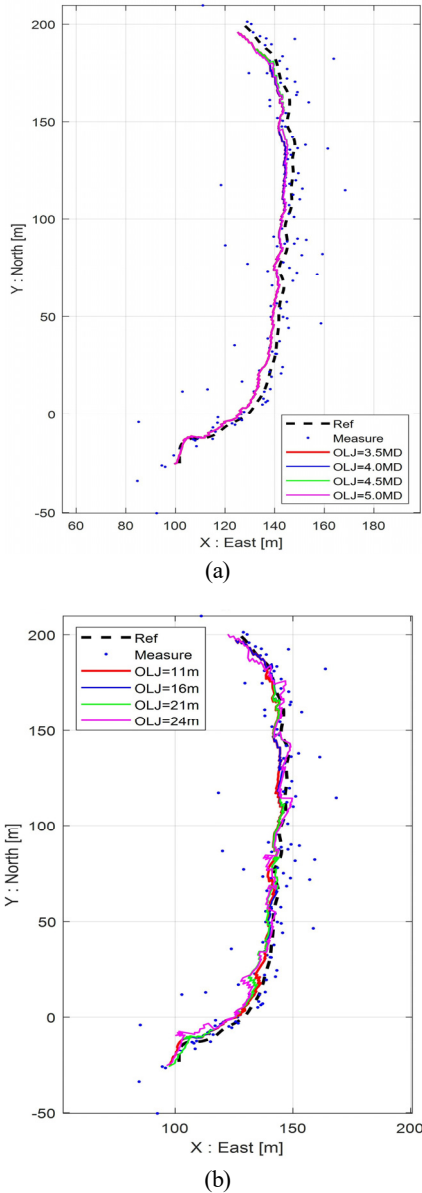 200
150
100
50
0
-50
Y : North [m]
Ref
Measure
OLJ=3.5MD
OLJ=4.0MD
OLJ=4.5MD
OLJ=5.0MD
60
80
100
120
140
160
180
X : East [m]
(a)
200
150
100
50
0
-50
Y : North [m]
Ref
Measure
OLJ=11m
OLJ=16m
OLJ=21m
OLJ=24m
100
150
200
X : East [m]
(b)